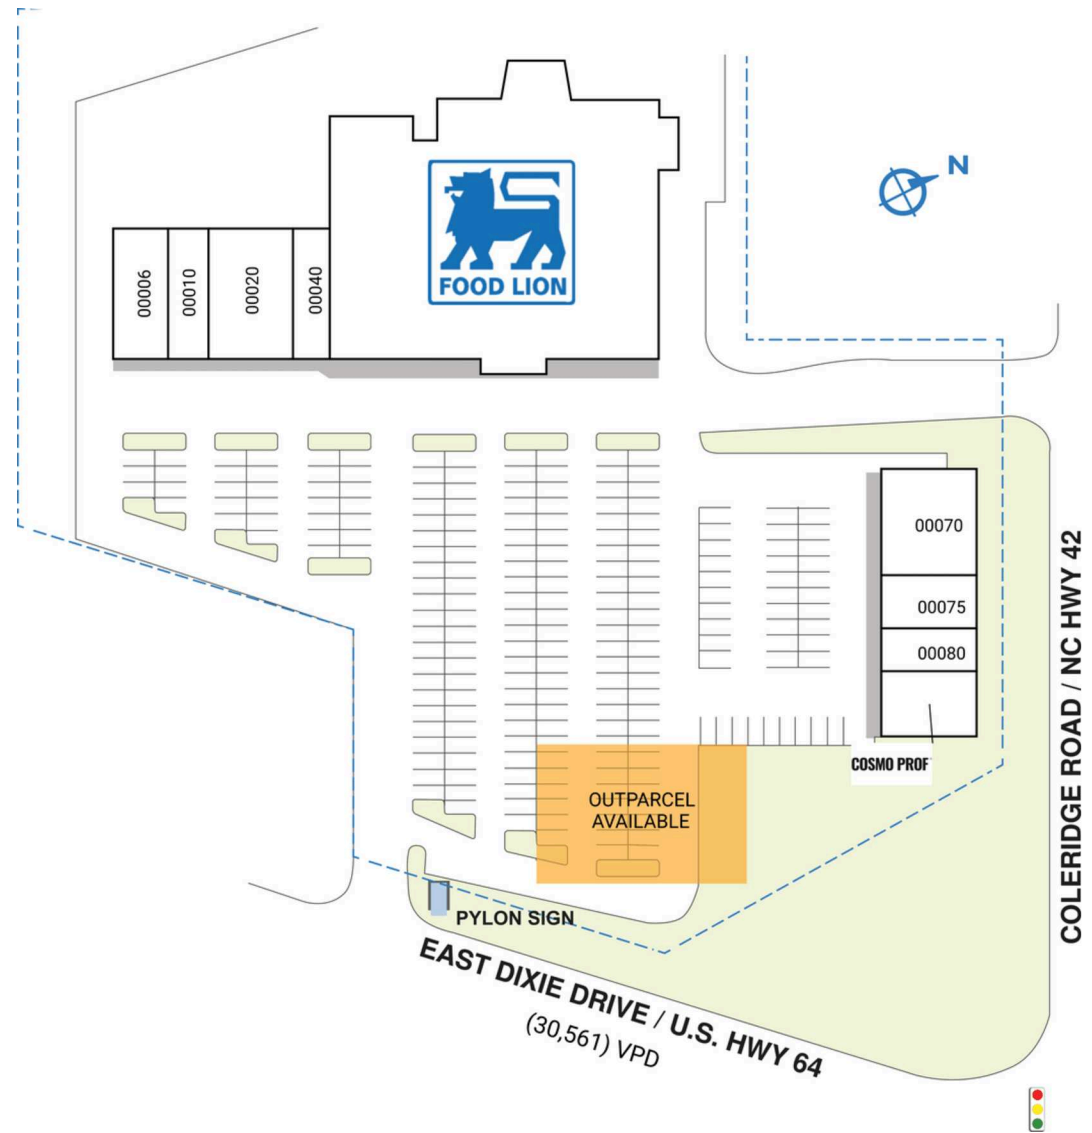 N
FOOD LION
00006
00010
00020
00040
00070
00075
00080
COSMO PROF
OUTPARCEL
AVAILABLE
PYLON SIGN
EAST DIXIE DRIVE / U.S. HWY 64
(30,561) VPD
COLERIDGE ROAD / NC HWY 42